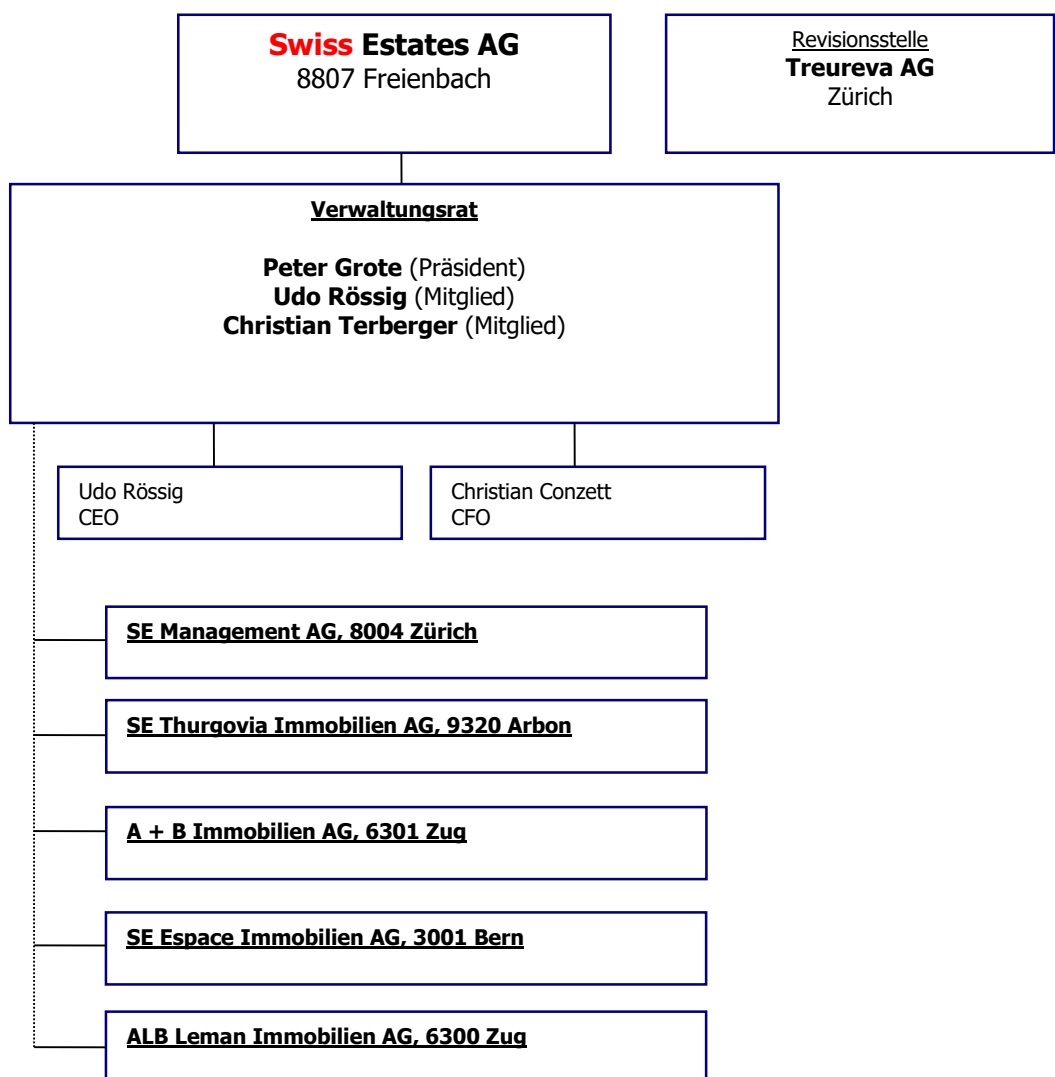 Swiss Estates AG
8807 Freienbach
Revisionsstelle
Treureva AG
Zürich
Verwaltungsrat
Peter Grote (Präsident)
Udo Rössig (Mitglied)
Christian Terberger (Mitglied)
Udo Rössig
CEO
Christian Conzett
CFO
SE Management AG, 8004 Zürich
SE Thurgovia Immobilien AG, 9320 Arbon
A + B Immobilien AG, 6301 Zug
SE Espace Immobilien AG, 3001 Bern
ALB Leman Immobilien AG, 6300 Zug